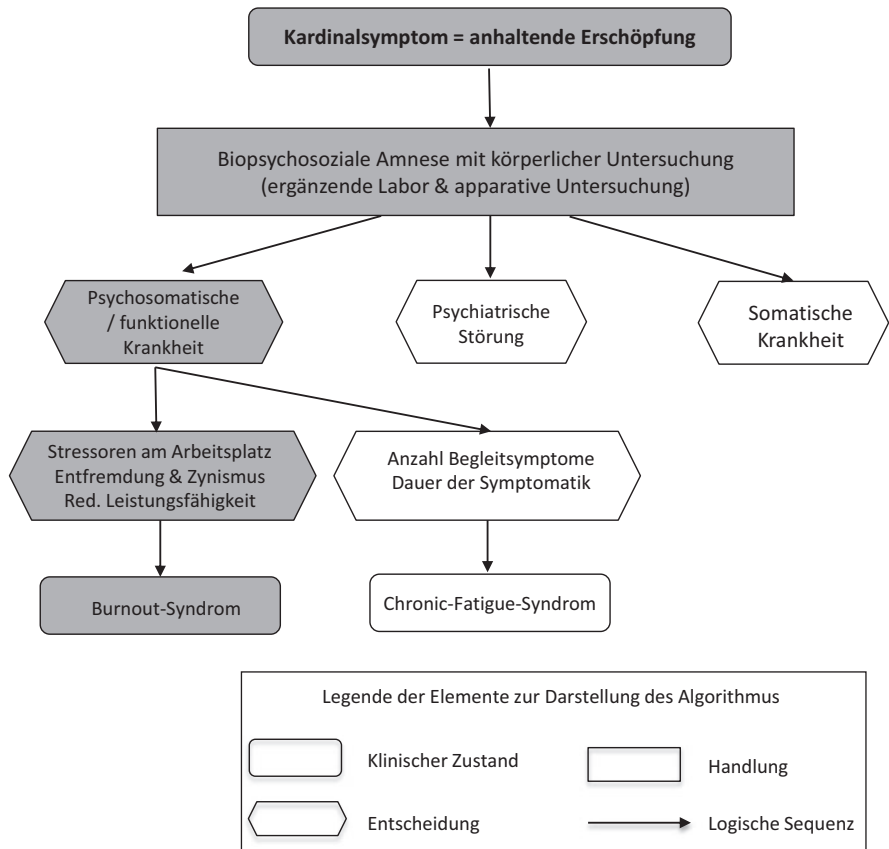 Kardinalsymptom = anhaltende Erschöpfung
Biopsychosoziale Amnese mit körperlicher Untersuchung
(ergänzende Labor & apparative Untersuchung)
Psychosomatische
/ funktionelle
Krankheit
Psychiatrische
Störung
Somatische
Krankheit
Stressoren am Arbeitsplatz
Entfremdung & Zynismus
Red. Leistungsfähigkeit
Anzahl Begleitsymptome
Dauer der Symptomatik
Burnout-Syndrom
Chronic-Fatigue-Syndrom
Legende der Elemente zur Darstellung des Algorithmus
Klinischer Zustand
Handlung
Entscheidung
Logische Sequenz